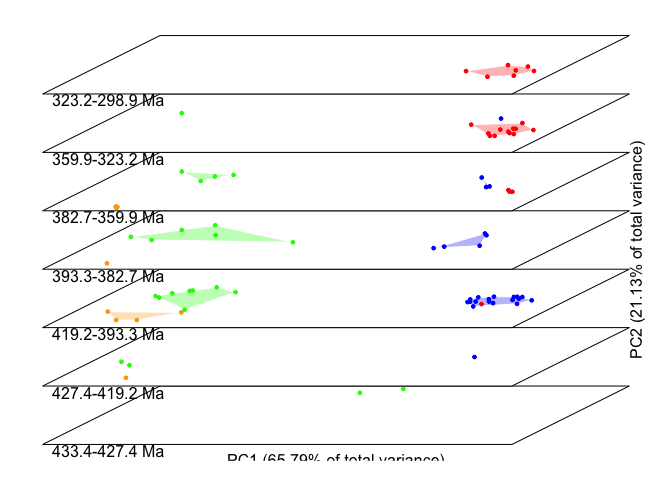 323.2-298.9 Ma
359.9-323.2 Ma
382.7-359.9 Ma
393.3-382.7 Ma
419.2-393.3 Ma
427.4-419.2 Ma
433.4-427.4 Ma
PC1 (65.79% of total variance)
PC2 (21.13% of total variance)